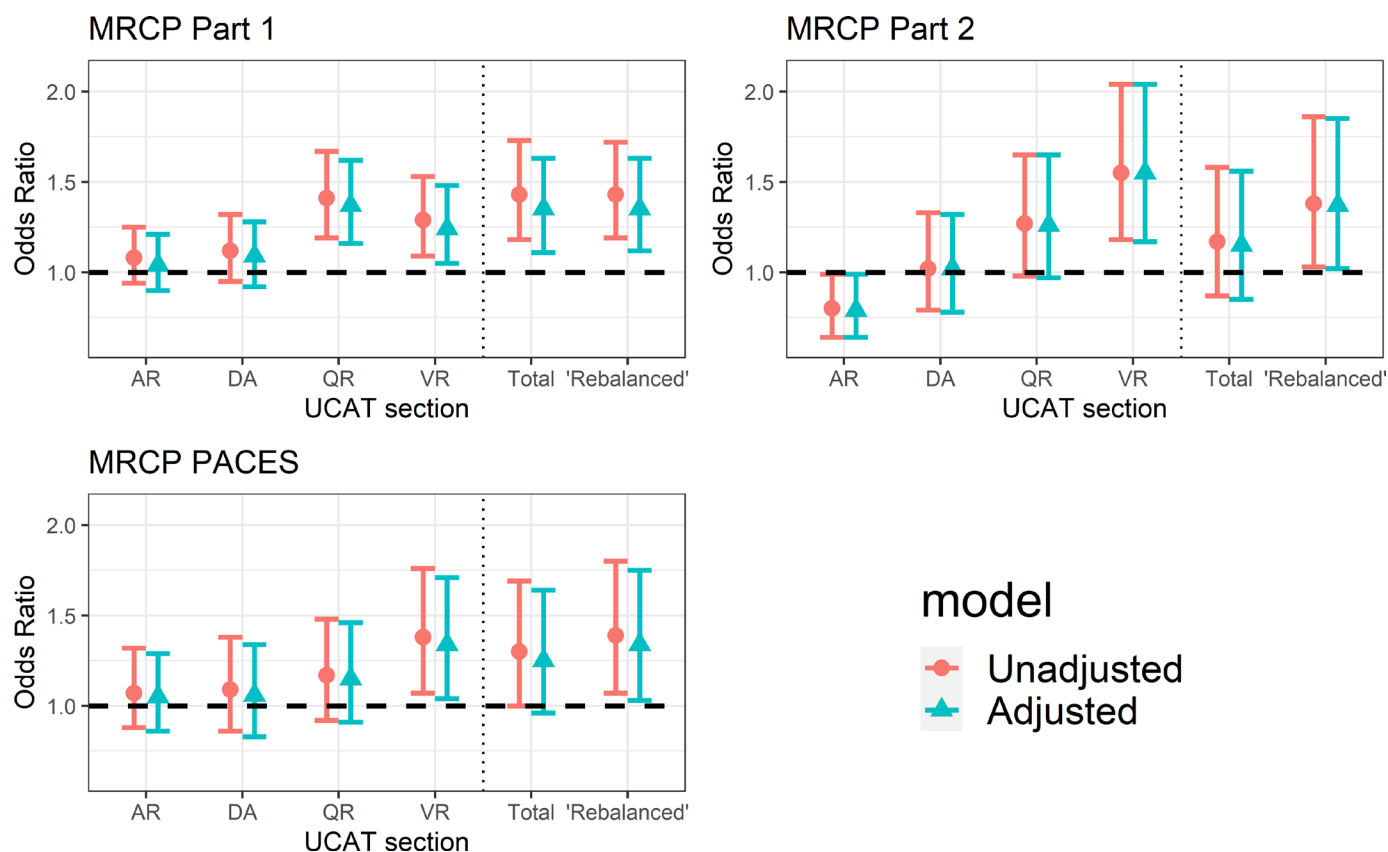 MRCP Part 1
Odds Ratio
2.0
1.5
1.0
AR DA QR VR Total 'Rebalanced'
UCAT section
MRCP Part 2
Odds Ratio
2.0
1.5
1.0
AR DA QR VR Total 'Rebalanced'
UCAT section
MRCP PACES
Odds Ratio
2.0
1.5
1.0
AR DA QR VR Total 'Rebalanced'
UCAT section
model
Unadjusted
Adjusted